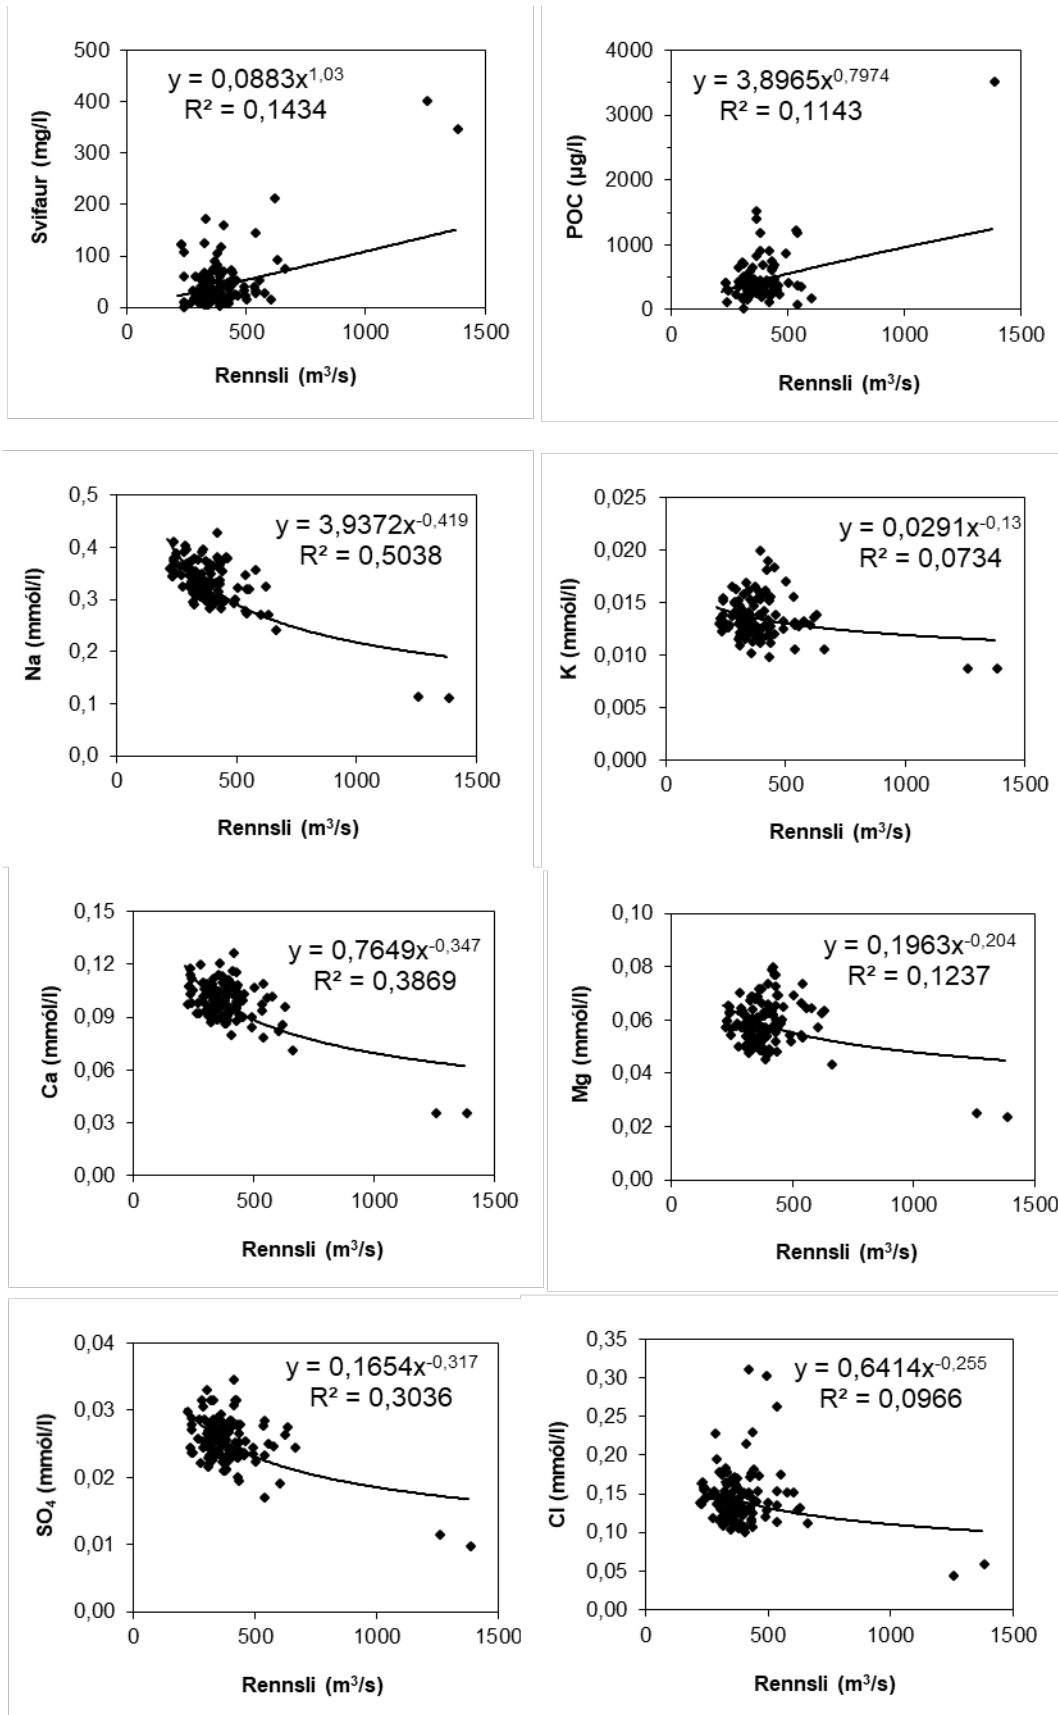 500
400
300
200
100
0
Svifaur (mg/l)
y = 0,0883x^1,03
R² = 0,1434
0 500 1000 1500
Rennsli (m³/s)
4000
3000
2000
1000
0
POC (µg/l)
y = 3,8965x^0,7974
R² = 0,1143
0 500 1000 1500
Rennsli (m³/s)
0,5
0,4
0,3
0,2
0,1
0,0
Na (mmól/l)
y = 3,9372x^-0,419
R² = 0,5038
0 500 1000 1500
Rennsli (m³/s)
0,025
0,020
0,015
0,010
0,005
0,000
K (mmól/l)
y = 0,0291x^-0,13
R² = 0,0734
0 500 1000 1500
Rennsli (m³/s)
0,15
0,12
0,09
0,06
0,03
0,00
Ca (mmól/l)
y = 0,7649x^-0,347
R² = 0,3869
0 500 1000 1500
Rennsli (m³/s)
0,10
0,08
0,06
0,04
0,02
0,00
Mg (mmól/l)
y = 0,1963x^-0,204
R² = 0,1237
0 500 1000 1500
Rennsli (m³/s)
0,04
0,03
0,02
0,01
0,00
SO₄ (mmól/l)
y = 0,1654x^-0,317
R² = 0,3036
0 500 1000 1500
Rennsli (m³/s)
0,35
0,30
0,25
0,20
0,15
0,10
0,05
0,00
Cl (mmól/l)
y = 0,6414x^-0,255
R² = 0,0966
0 500 1000 1500
Rennsli (m³/s)